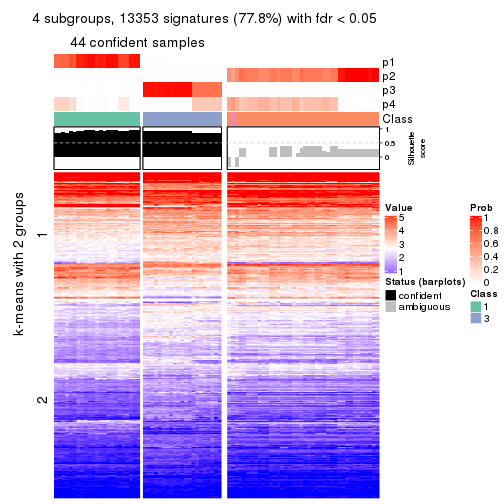 4 subgroups, 13353 signatures (77.8%) with fdr < 0.05
44 confident samples
p1
p2
p3
p4
Class
1
0.5
0
Silhouette
score
k-means with 2 groups
1
2
Value
5
4
3
2
1
Status (barplots)
confident
ambiguous
Prob
1
0.8
0.6
0.4
0.2
0
Class
1
3